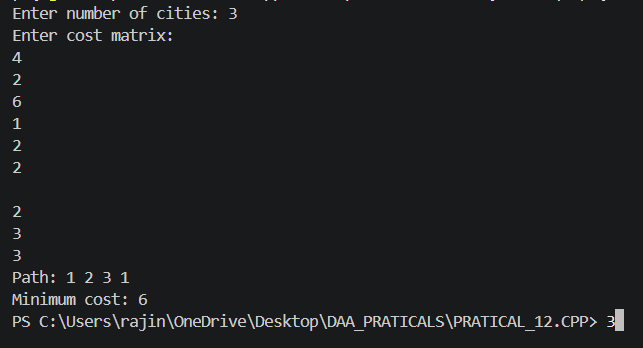 Enter number of cities: 3
Enter cost matrix:
4
2
6
1
2
2
2
3
3
Path: 1 2 3 1
Minimum cost: 6
PS C:\Users\rajin\OneDrive\Desktop\DAA_PRATICALS\PRATICAL_12.CPP> 3